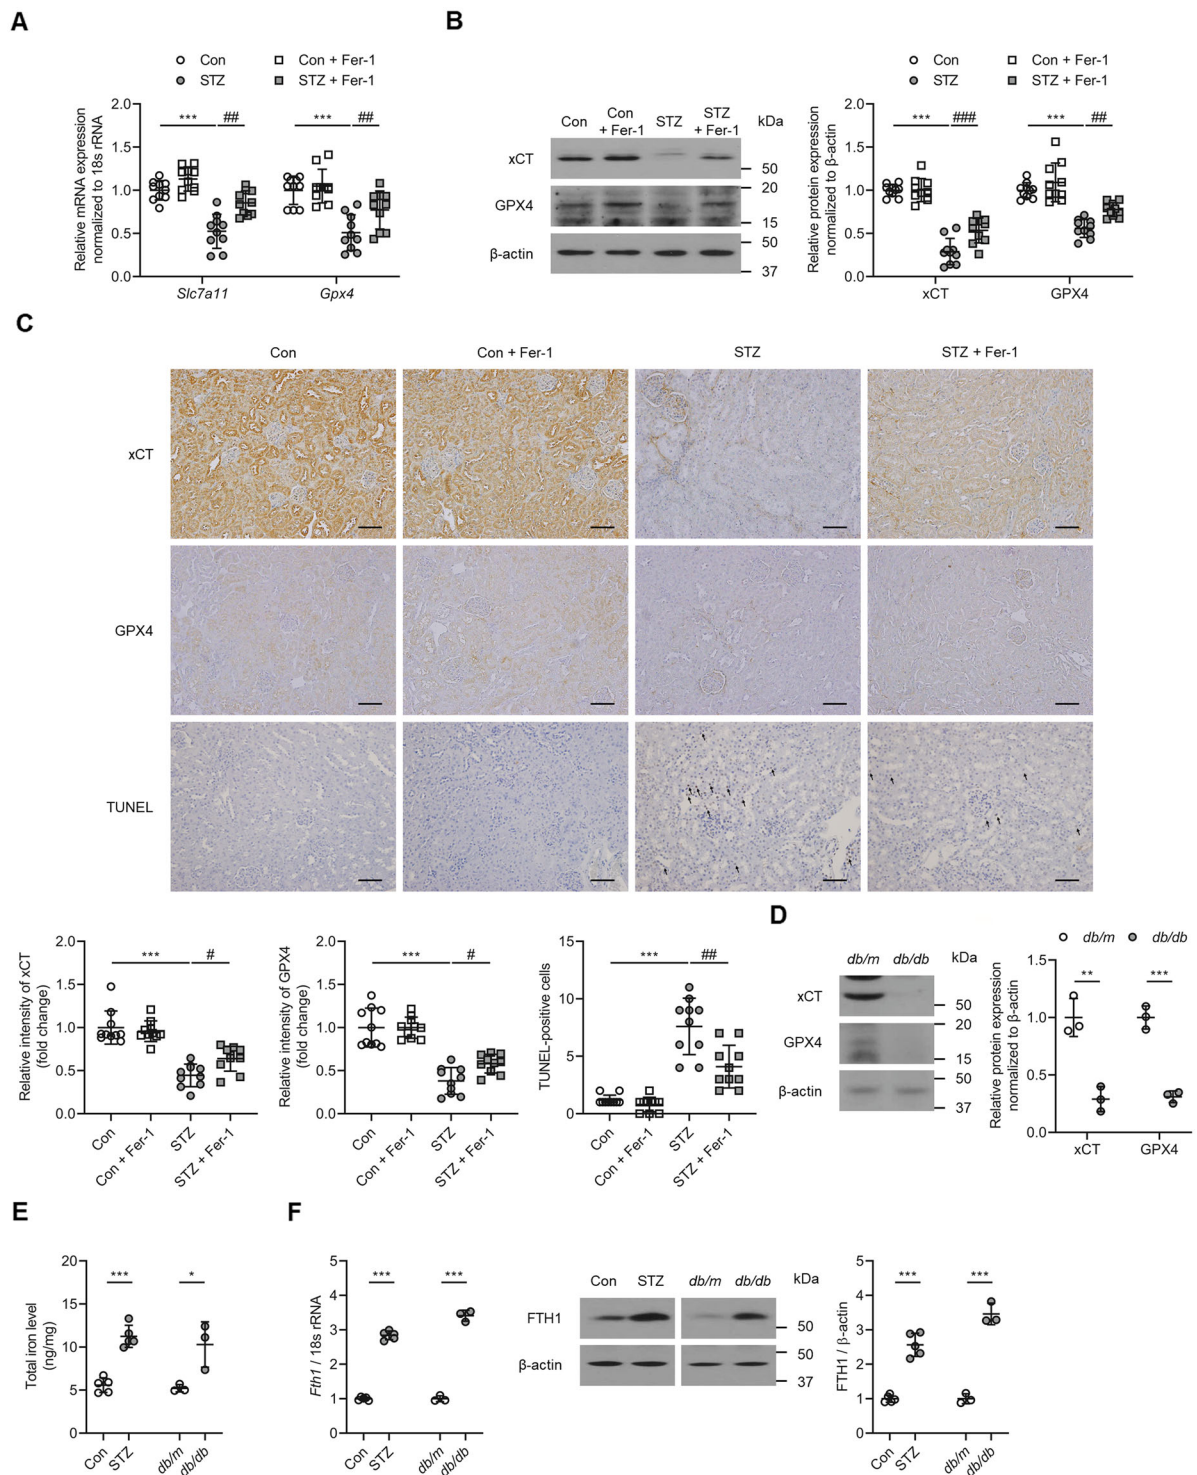 A
Con
Con + Fer-1
STZ
STZ + Fer-1
Relative mRNA expression
normalized to 18s rRNA
2.0
1.5
1.0
0.5
0.0
***
##
***
##
Slc7a11
Gpx4
B
Con
Con
+ Fer-1
STZ
STZ
+ Fer-1
kDa
xCT
50
20
GPX4
15
50
β-actin
37
Con
Con + Fer-1
STZ
STZ + Fer-1
Relative protein expression
normalized to β-actin
2.0
1.5
1.0
0.5
0.0
***
###
***
##
xCT
GPX4
C
Con
Con + Fer-1
STZ
STZ + Fer-1
xCT
GPX4
TUNEL
Relative intensity of xCT
(fold change)
2.0
1.5
1.0
0.5
0.0
***
#
Con
Con + Fer-1
STZ
STZ + Fer-1
Relative intensity of GPX4
(fold change)
2.0
1.5
1.0
0.5
0.0
***
#
Con
Con + Fer-1
STZ
STZ + Fer-1
TUNEL-positive cells
15
10
5
0
***
##
Con
Con + Fer-1
STZ
STZ + Fer-1
D
db/m
db/db
kDa
xCT
50
20
GPX4
15
50
β-actin
37
db/m
db/db
Relative protein expression
normalized to β-actin
2.0
1.5
1.0
0.5
0.0
**
***
xCT
GPX4
E
Total iron level
(ng/mg)
20
15
10
5
0
***
*
Con
STZ
db/m
db/db
F
Fth1 / 18s rRNA
5
4
3
2
1
0
***
***
Con
STZ
db/m
db/db
Con
STZ
db/m
db/db
kDa
FTH1
50
50
β-actin
37
FTH1 / β-actin
5
4
3
2
1
0
***
***
Con
STZ
db/m
db/db